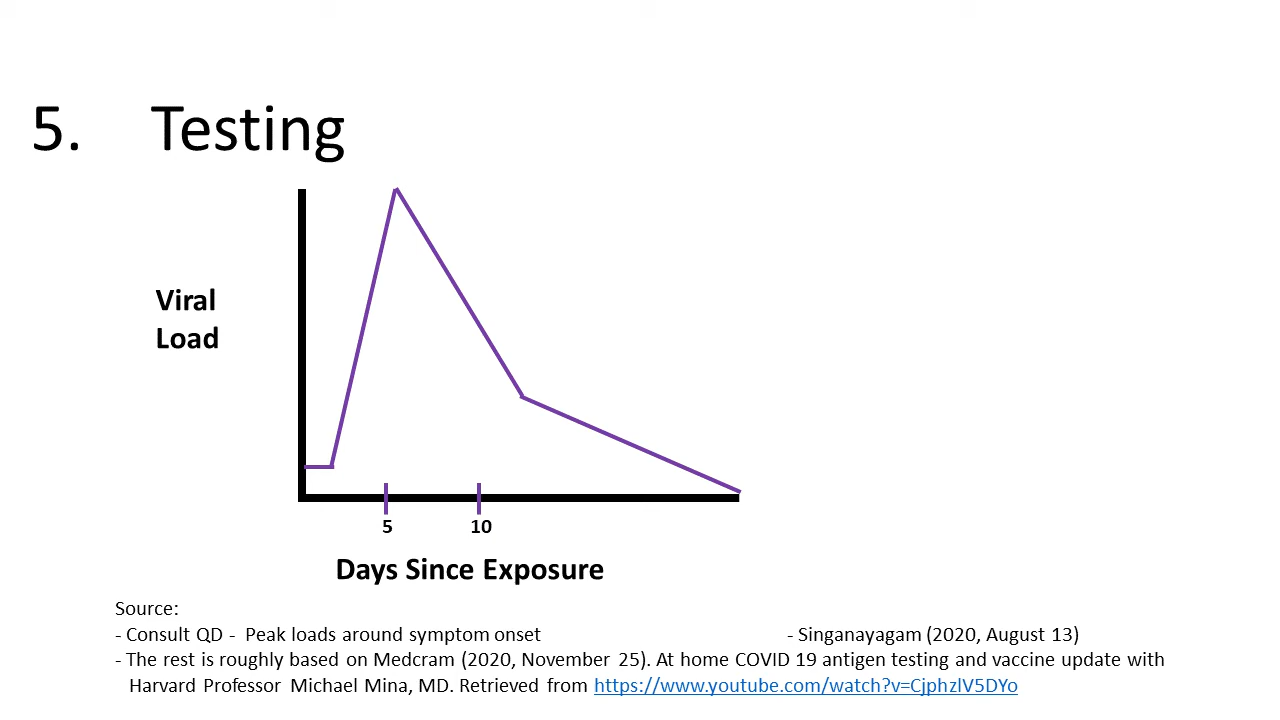 5. Testing
Viral
Load
5 10
Days Since Exposure
Source:
- Consult QD - Peak loads around symptom onset - Singanayagam (2020, August 13)
- The rest is roughly based on Medcram (2020, November 25). At home COVID 19 antigen testing and vaccine update with
Harvard Professor Michael Mina, MD. Retrieved from https://www.youtube.com/watch?v=CjphzlV5DYo